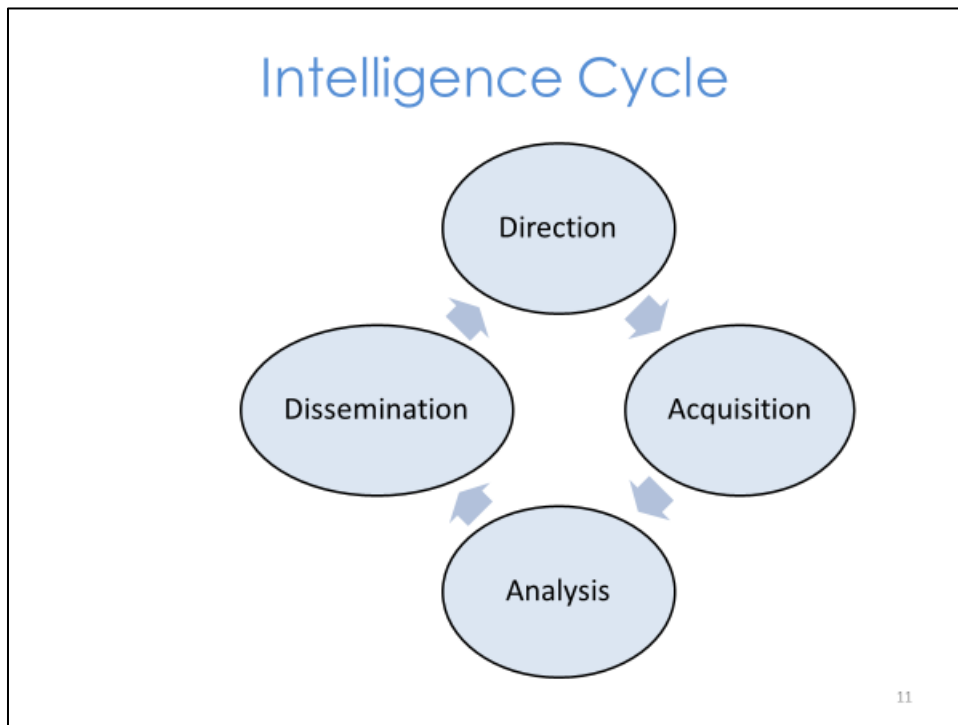 Intelligence Cycle
Direction
Dissemination
Acquisition
Analysis
11